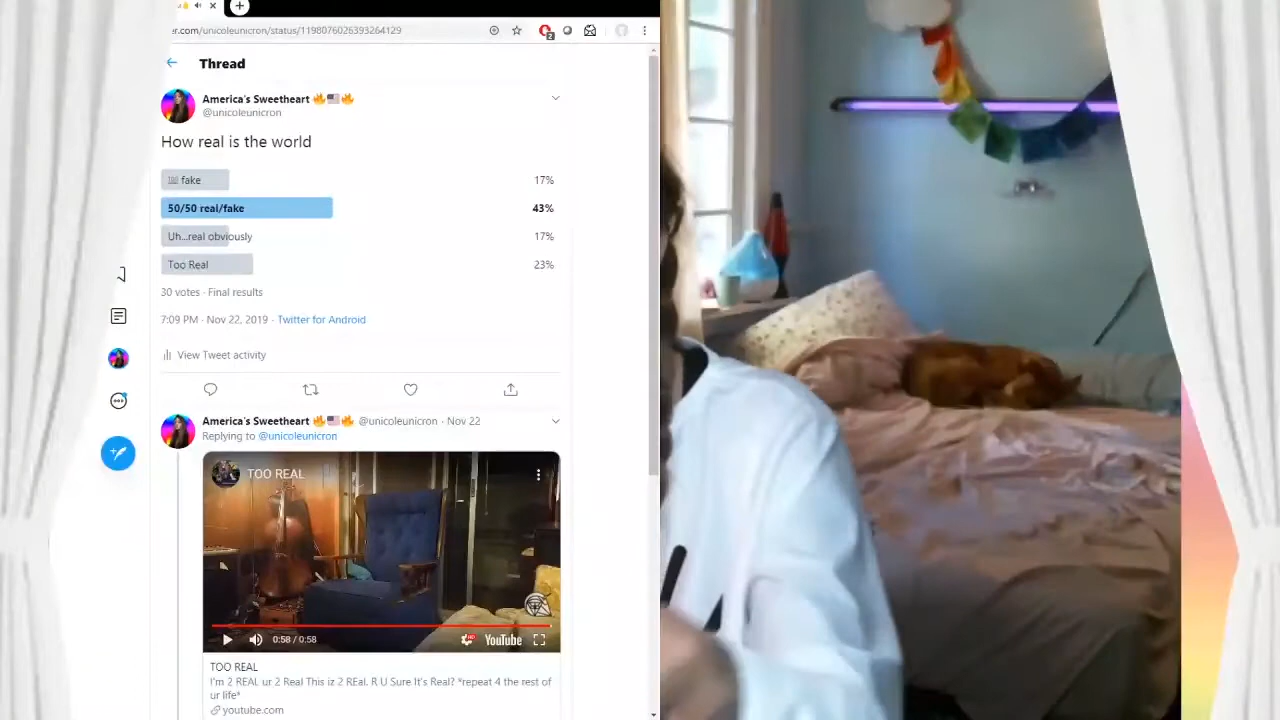 er.com/unicoleunicron/status/1198076026393264129
2
Thread
America's Sweetheart 🔥🇺🇸🔥
@unicoleunicron
How real is the world
💯 fake 17%
50/50 real/fake 43%
Uh...real obviously 17%
Too Real 23%
30 votes · Final results
7:09 PM · Nov 22, 2019 · Twitter for Android
View Tweet activity
America's Sweetheart 🔥🇺🇸🔥 @unicoleunicron · Nov 22
Replying to @unicoleunicron
TOO REAL
0:58 / 0:58
YouTube
TOO REAL
I'm 2 REAL ur 2 Real This iz 2 REal. R U Sure It's Real? *repeat 4 the rest of
ur life*
youtube.com